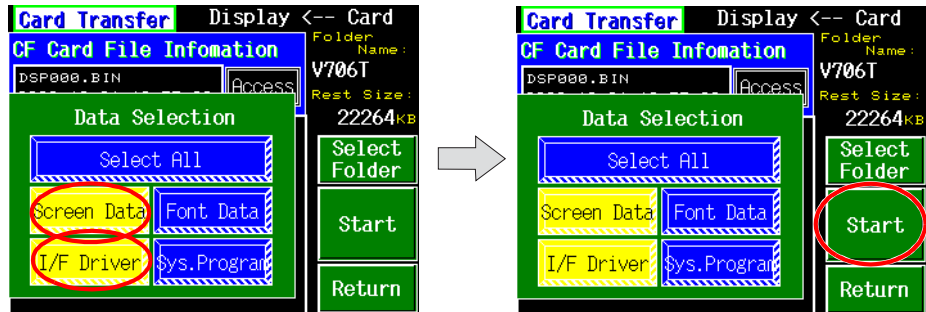 Card Transfer Display <-- Card
CF Card File Infomation
Folder
Name:
DSP000.BIN
Access
V706T
Rest Size:
22264KB
Data Selection
Select All
Screen Data Font Data
I/F Driver Sys.Program
Select
Folder
Start
Return
Card Transfer Display <-- Card
CF Card File Infomation
Folder
Name:
DSP000.BIN
Access
V706T
Rest Size:
22264KB
Data Selection
Select All
Screen Data Font Data
I/F Driver Sys.Program
Select
Folder
Start
Return